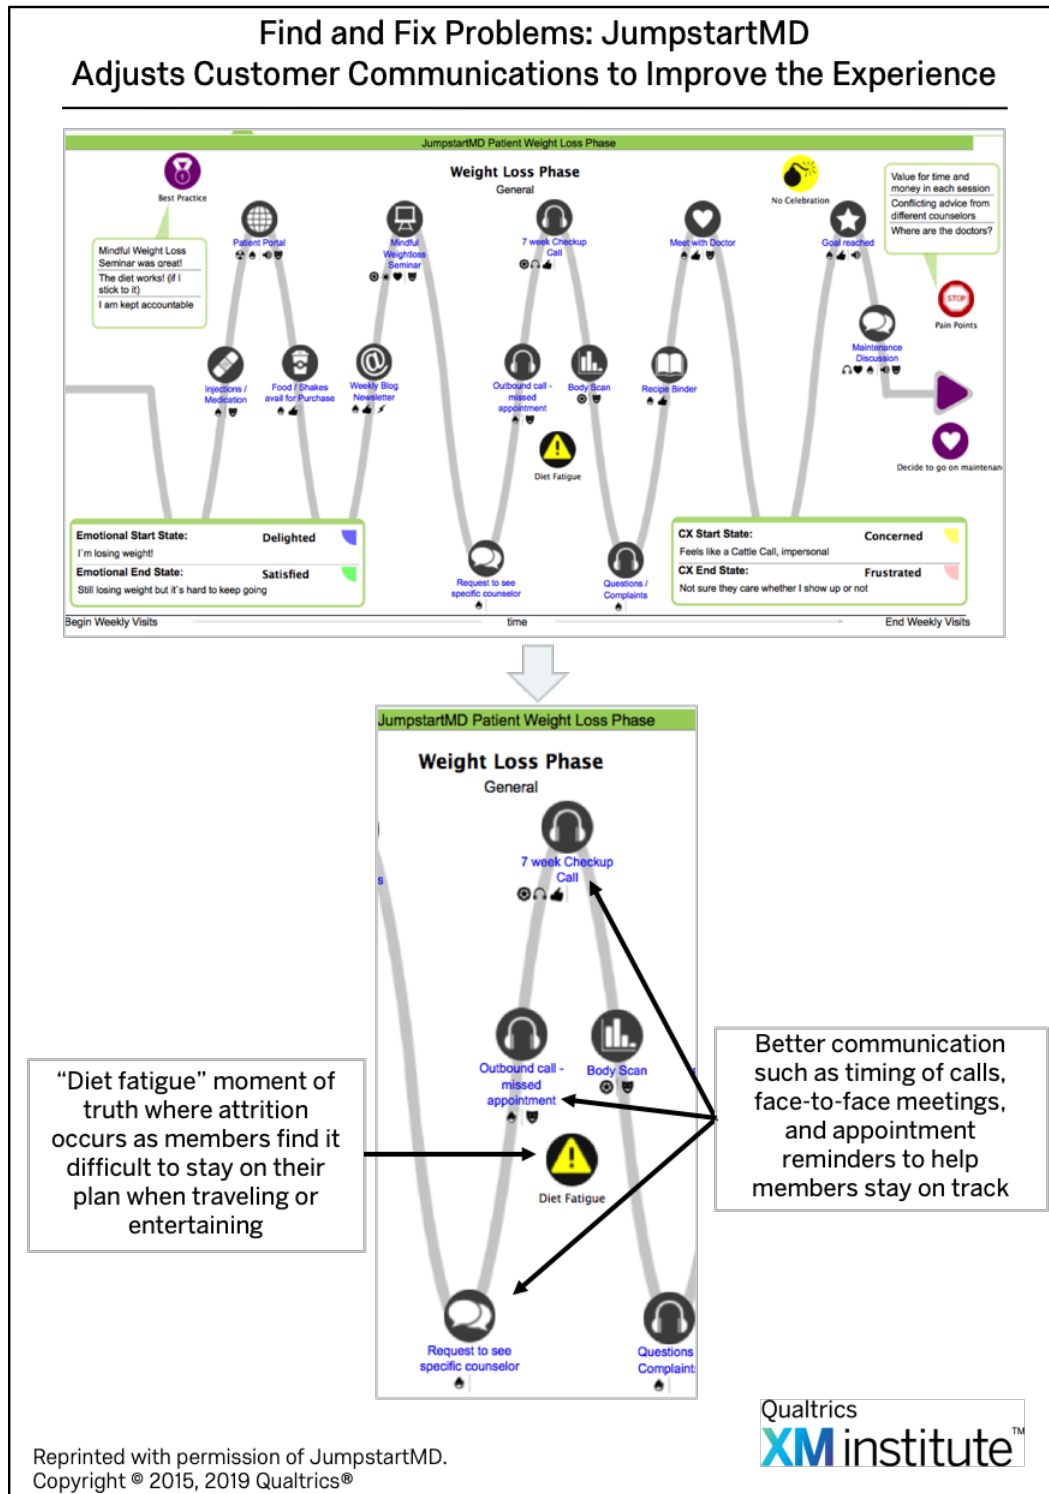 Find and Fix Problems: JumpstartMD
Adjusts Customer Communications to Improve the Experience
JumpstartMD Patient Weight Loss Phase
Weight Loss Phase
General
Best Practice
Mindful Weight Loss
Seminar was great!
The diet works! (if I
stick to it)
I am kept accountable
Patient Portal
Mindful
Weightloss
Seminar
7 week Checkup
Call
Meet with Doctor
No Celebration
Goal reached
Value for time and
money in each session
Conflicting advice from
different counselors
Where are the doctors?
STOP
Pain Points
Injections /
Medication
Food / Shakes
avail for Purchase
Weekly Blog
Newsletter
Outbound call -
missed
appointment
Body Scan
Recipe Binder
Maintenance
Discussion
Diet Fatigue
Decide to go on maintenan
Emotional Start State:
Delighted
I'm losing weight!
Emotional End State:
Satisfied
Still losing weight but it's hard to keep going
Request to see
specific counselor
Questions /
Complaints
CX Start State:
Concerned
Feels like a Cattle Call, impersonal
CX End State:
Frustrated
Not sure they care whether I show up or not
Begin Weekly Visits
time
End Weekly Visits
JumpstartMD Patient Weight Loss Phase
Weight Loss Phase
General
7 week Checkup
Call
s
Outbound call -
missed
appointment
Body Scan
Diet Fatigue
Request to see
specific counselor
Questions
Complaint
"Diet fatigue" moment of
truth where attrition
occurs as members find it
difficult to stay on their
plan when traveling or
entertaining
Better communication
such as timing of calls,
face-to-face meetings,
and appointment
reminders to help
members stay on track
Reprinted with permission of JumpstartMD.
Copyright © 2015, 2019 Qualtrics®
Qualtrics
XM institute™